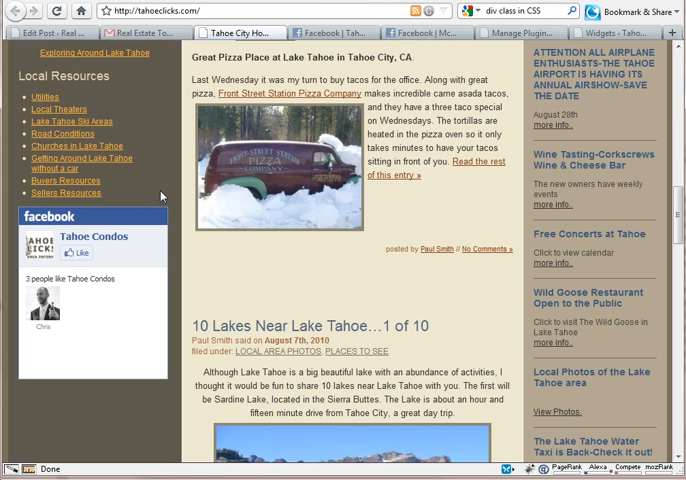 http://tahoeclicks.com/
div class in CSS
Bookmark & Share
Edit Post ‹ Real ...
Real Estate To...
Tahoe City Ho...
Facebook | Tah...
Facebook | Mc...
Manage Plugin...
Widgets ‹ Taho...
Exploring Around Lake Tahoe
Local Resources
Utilities
Local Theaters
Lake Tahoe Ski Areas
Road Conditions
Churches in Lake Tahoe
Getting Around Lake Tahoe
without a car
Buyers Resources
Sellers Resources
facebook
Tahoe Condos
Like
3 people like Tahoe Condos
Chris
Great Pizza Place at Lake Tahoe in Tahoe City, CA.
Last Wednesday it was my turn to buy tacos for the office. Along with great
pizza, Front Street Station Pizza Company makes incredible came asada tacos,
and they have a three taco special
on Wednesdays. The tortillas are
heated in the pizza oven so it only
takes minutes to have your tacos
sitting in front of you. Read the rest
of this entry »
FRONT STREET STATION
PIZZA
COMPANY
posted by Paul Smith // No Comments »
10 Lakes Near Lake Tahoe…1 of 10
Paul Smith said on August 7th, 2010
filed under: LOCAL AREA PHOTOS, PLACES TO SEE
Although Lake Tahoe is a big beautiful lake with an abundance of activities, I
thought it would be fun to share 10 lakes near Lake Tahoe with you. The first will
be Sardine Lake, located in the Sierra Buttes. The Lake is about an hour and
fifteen minute drive from Tahoe City, a great day trip.
ATTENTION ALL AIRPLANE
ENTHUSIASTS-THE TAHOE
AIRPORT IS HAVING ITS
ANNUAL AIRSHOW-SAVE
THE DATE
August 28th
more info..
Wine Tasting-Corkscrews
Wine & Cheese Bar
The new owners have weekly
events
more info..
Free Concerts at Tahoe
Click to view calendar
more info..
Wild Goose Restaurant
Open to the Public
Click to visit The Wild Goose in
Lake Tahoe
more info..
Local Photos of the Lake
Tahoe area
View Photos.
The Lake Tahoe Water
Taxi is Back-Check it out!
Done
PageRank
Alexa
Compete
mozRank